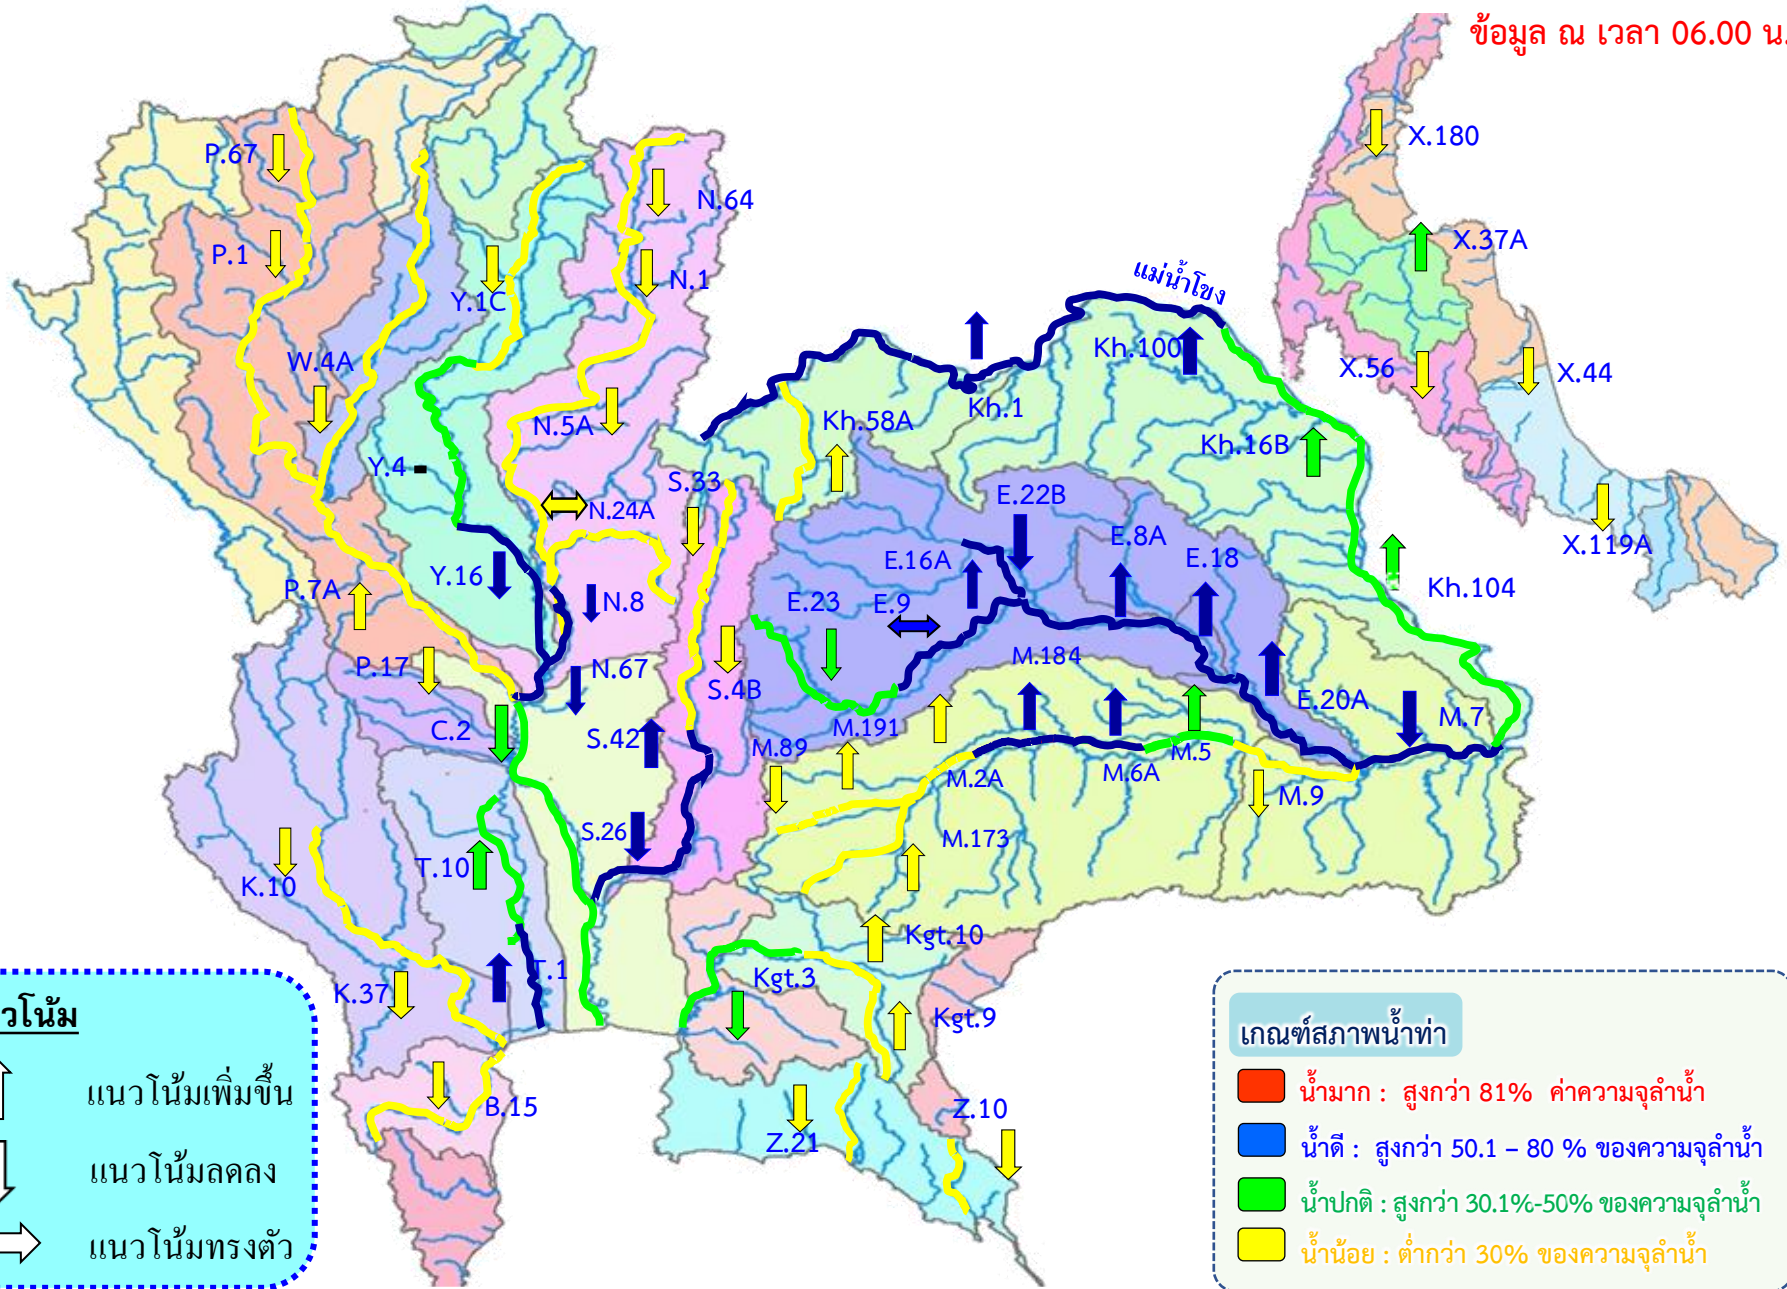 ข้อมูล ณ เวลา 06.00 น.
P.67
X.180
N.64
P.1
X.37A
N.1
แม่น้ำโขง
Y.1C
Kh.100
W.4A
X.56
X.44
Kh.1
N.5A
Kh.58A
Kh.16B
Y.4
S.33
E.22B
N.24A
E.8A
X.119A
E.16A
E.18
Y.16
P.7A
N.8
E.23
E.9
Kh.104
M.184
P.17
N.67
S.4B
E.20A
C.2
S.42
M.89
M.191
M.7
M.5
M.2A
M.6A
M.9
S.26
M.173
T.10
K.10
Kgt.10
T.1
Kgt.3
K.37
Kgt.9
B.15
Z.21
Z.10
วโน้ม
แนวโน้มเพิ่มขึ้น
แนวโน้มลดลง
แนวโน้มทรงตัว
เกณฑ์สภาพน้ำท่า
น้ำมาก : สูงกว่า 81% ค่าความจุลำน้ำ
น้ำดี : สูงกว่า 50.1 – 80 % ของความจุลำน้ำ
น้ำปกติ : สูงกว่า 30.1%-50% ของความจุลำน้ำ
น้ำน้อย : ต่ำกว่า 30% ของความจุลำน้ำ